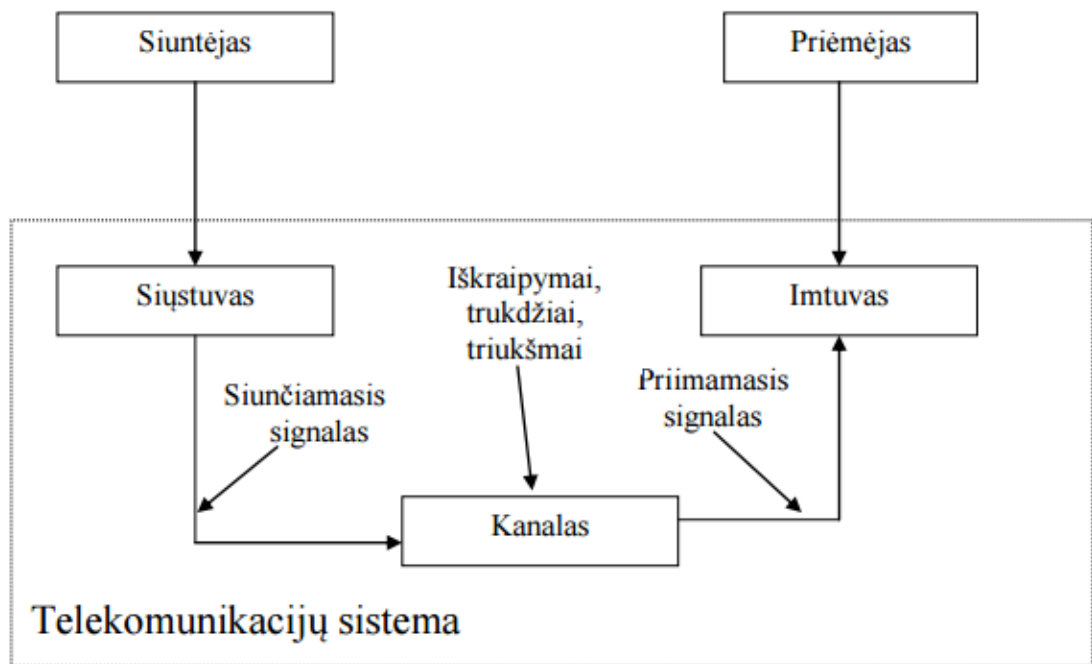 Siuntėjas
Priėmėjas
Siųstuvas
Iškraipymai,
trukdžiai,
triukšmai
Imtuvas
Siunčiamasis
signalas
Priimamasis
signalas
Kanalas
Telekomunikacijų sistema